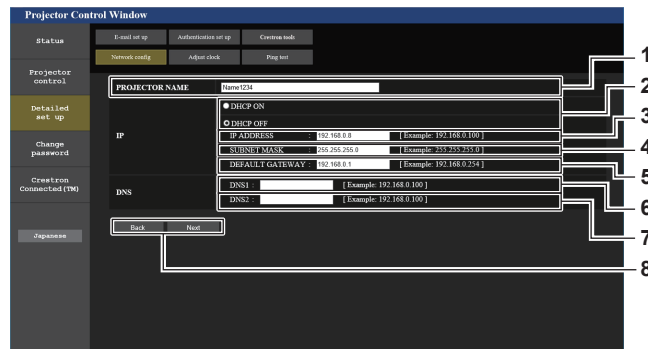 Projector Control Window
Status
Projector control
Detailed set up
Change password
Crestron Connected(TM)
Japanese
E-mail set up Authentication set up Crestron tools
Network config Adjust clock Ping test
PROJECTOR NAME Name1234
IP
DHCP ON
DHCP OFF
IP ADDRESS : 192.168.0.8 [ Example: 192.168.0.100 ]
SUBNET MASK : 255.255.255.0 [ Example: 255.255.255.0 ]
DEFAULT GATEWAY : 192.168.0.1 [ Example: 192.168.0.254 ]
DNS
DNS1 : [ Example: 192.168.0.100 ]
DNS2 : [ Example: 192.168.0.100 ]
Back Next
1
2
3
4
5
6
7
8